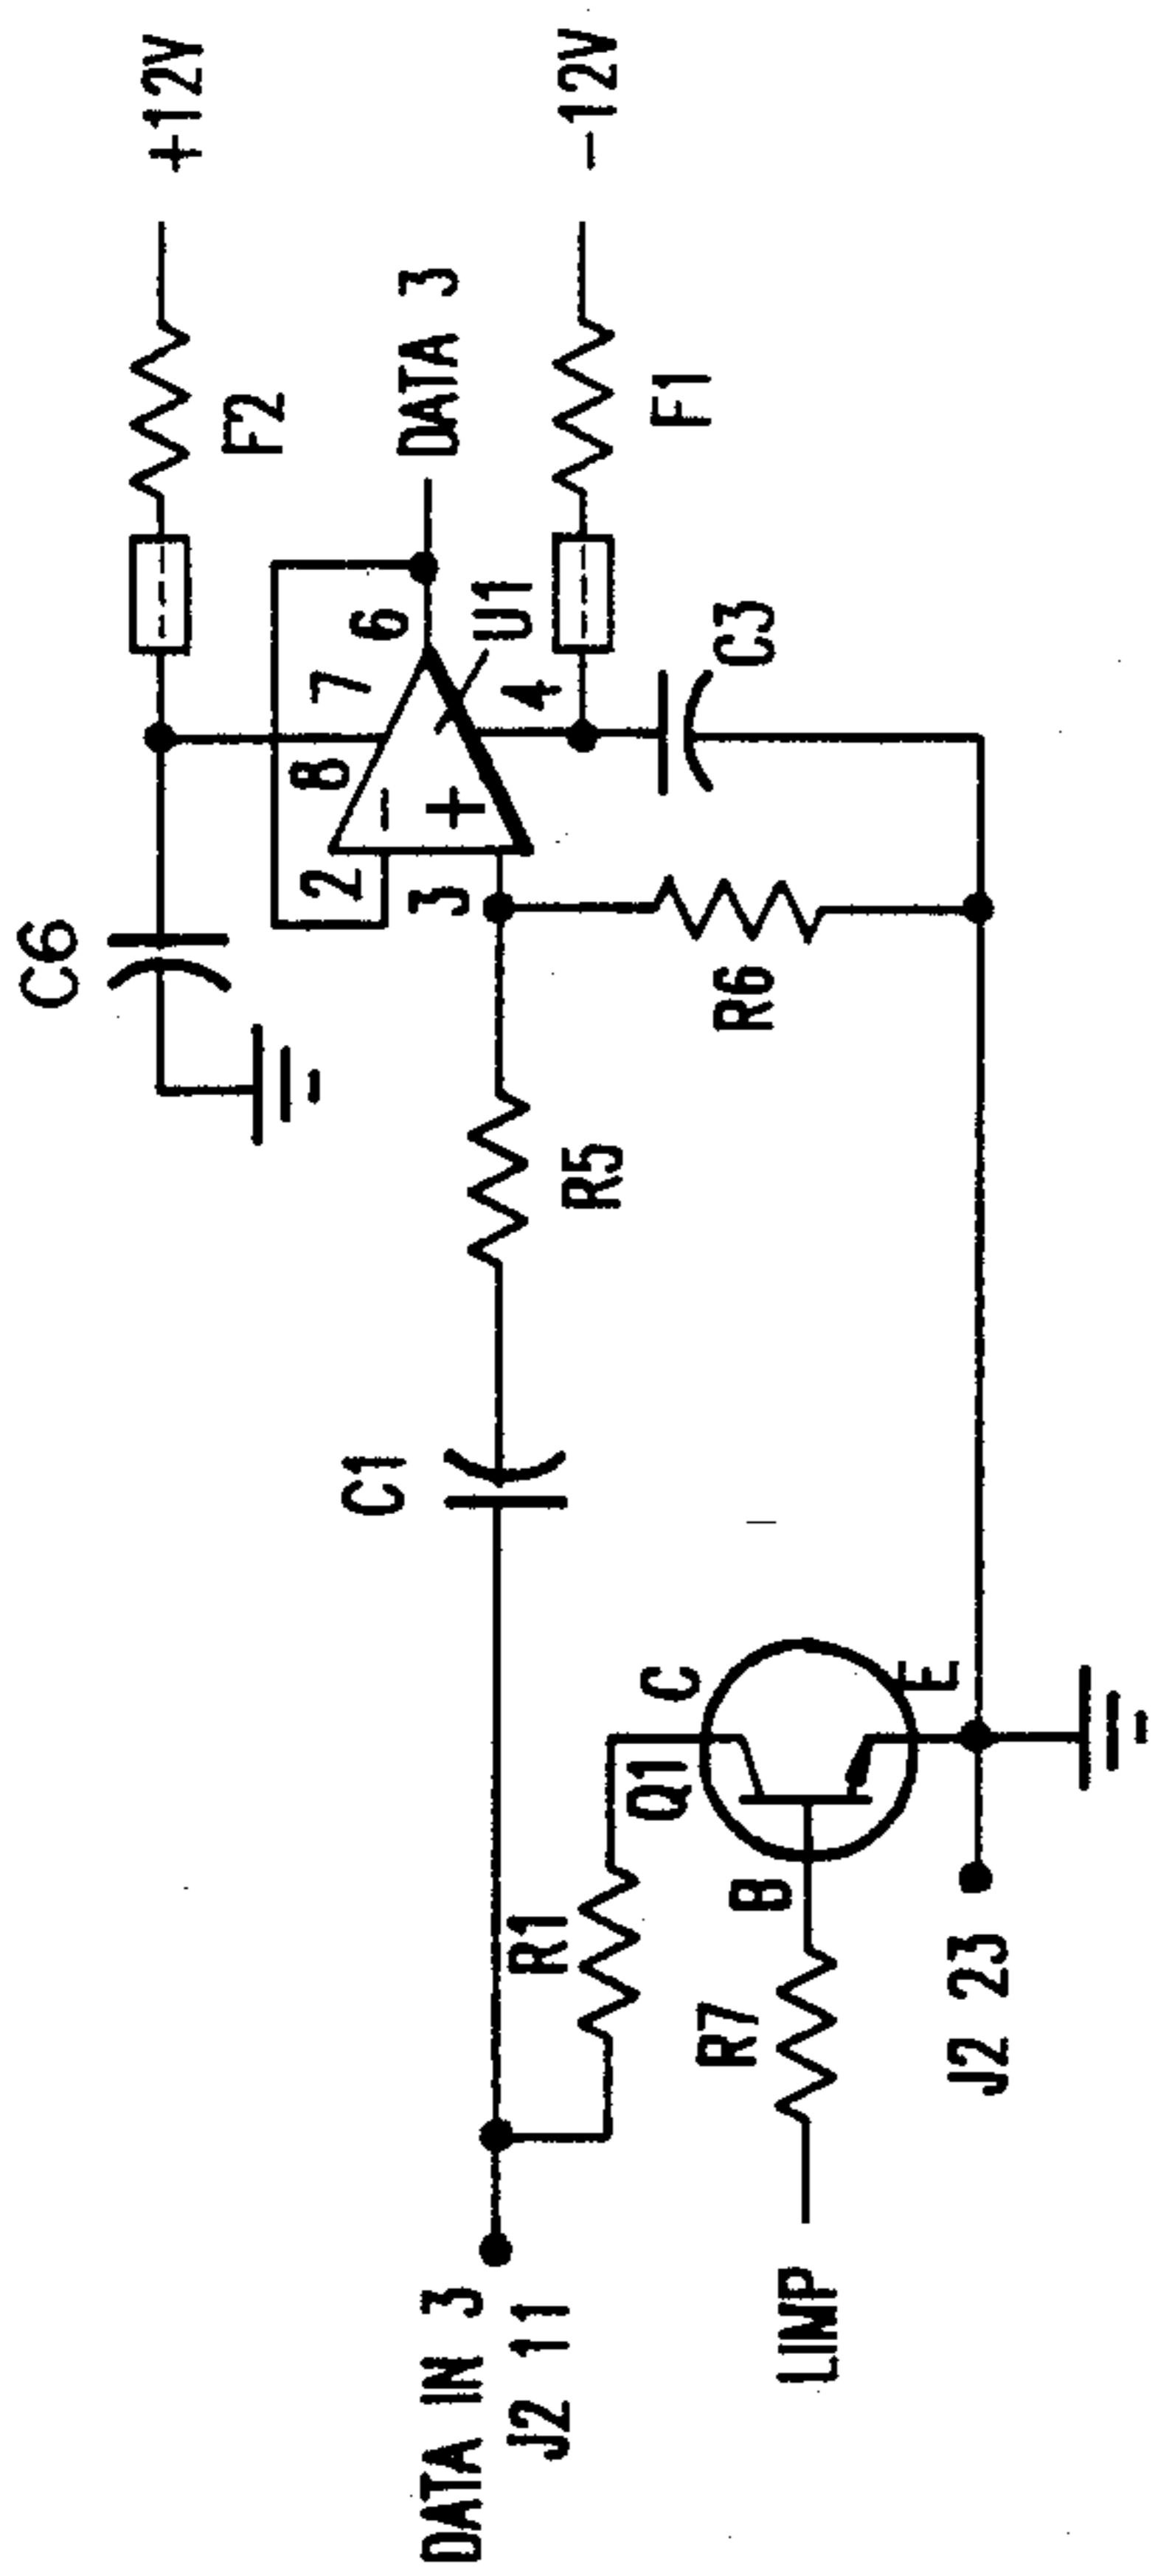 C6
+12V
F2
8
7
2
6
DATA 3
U1
C1
3
4
-12V
R5
F1
DATA IN 3
J2 11
R1
Q1
C
R6
C3
B
R7
LIMP
E
J2 23